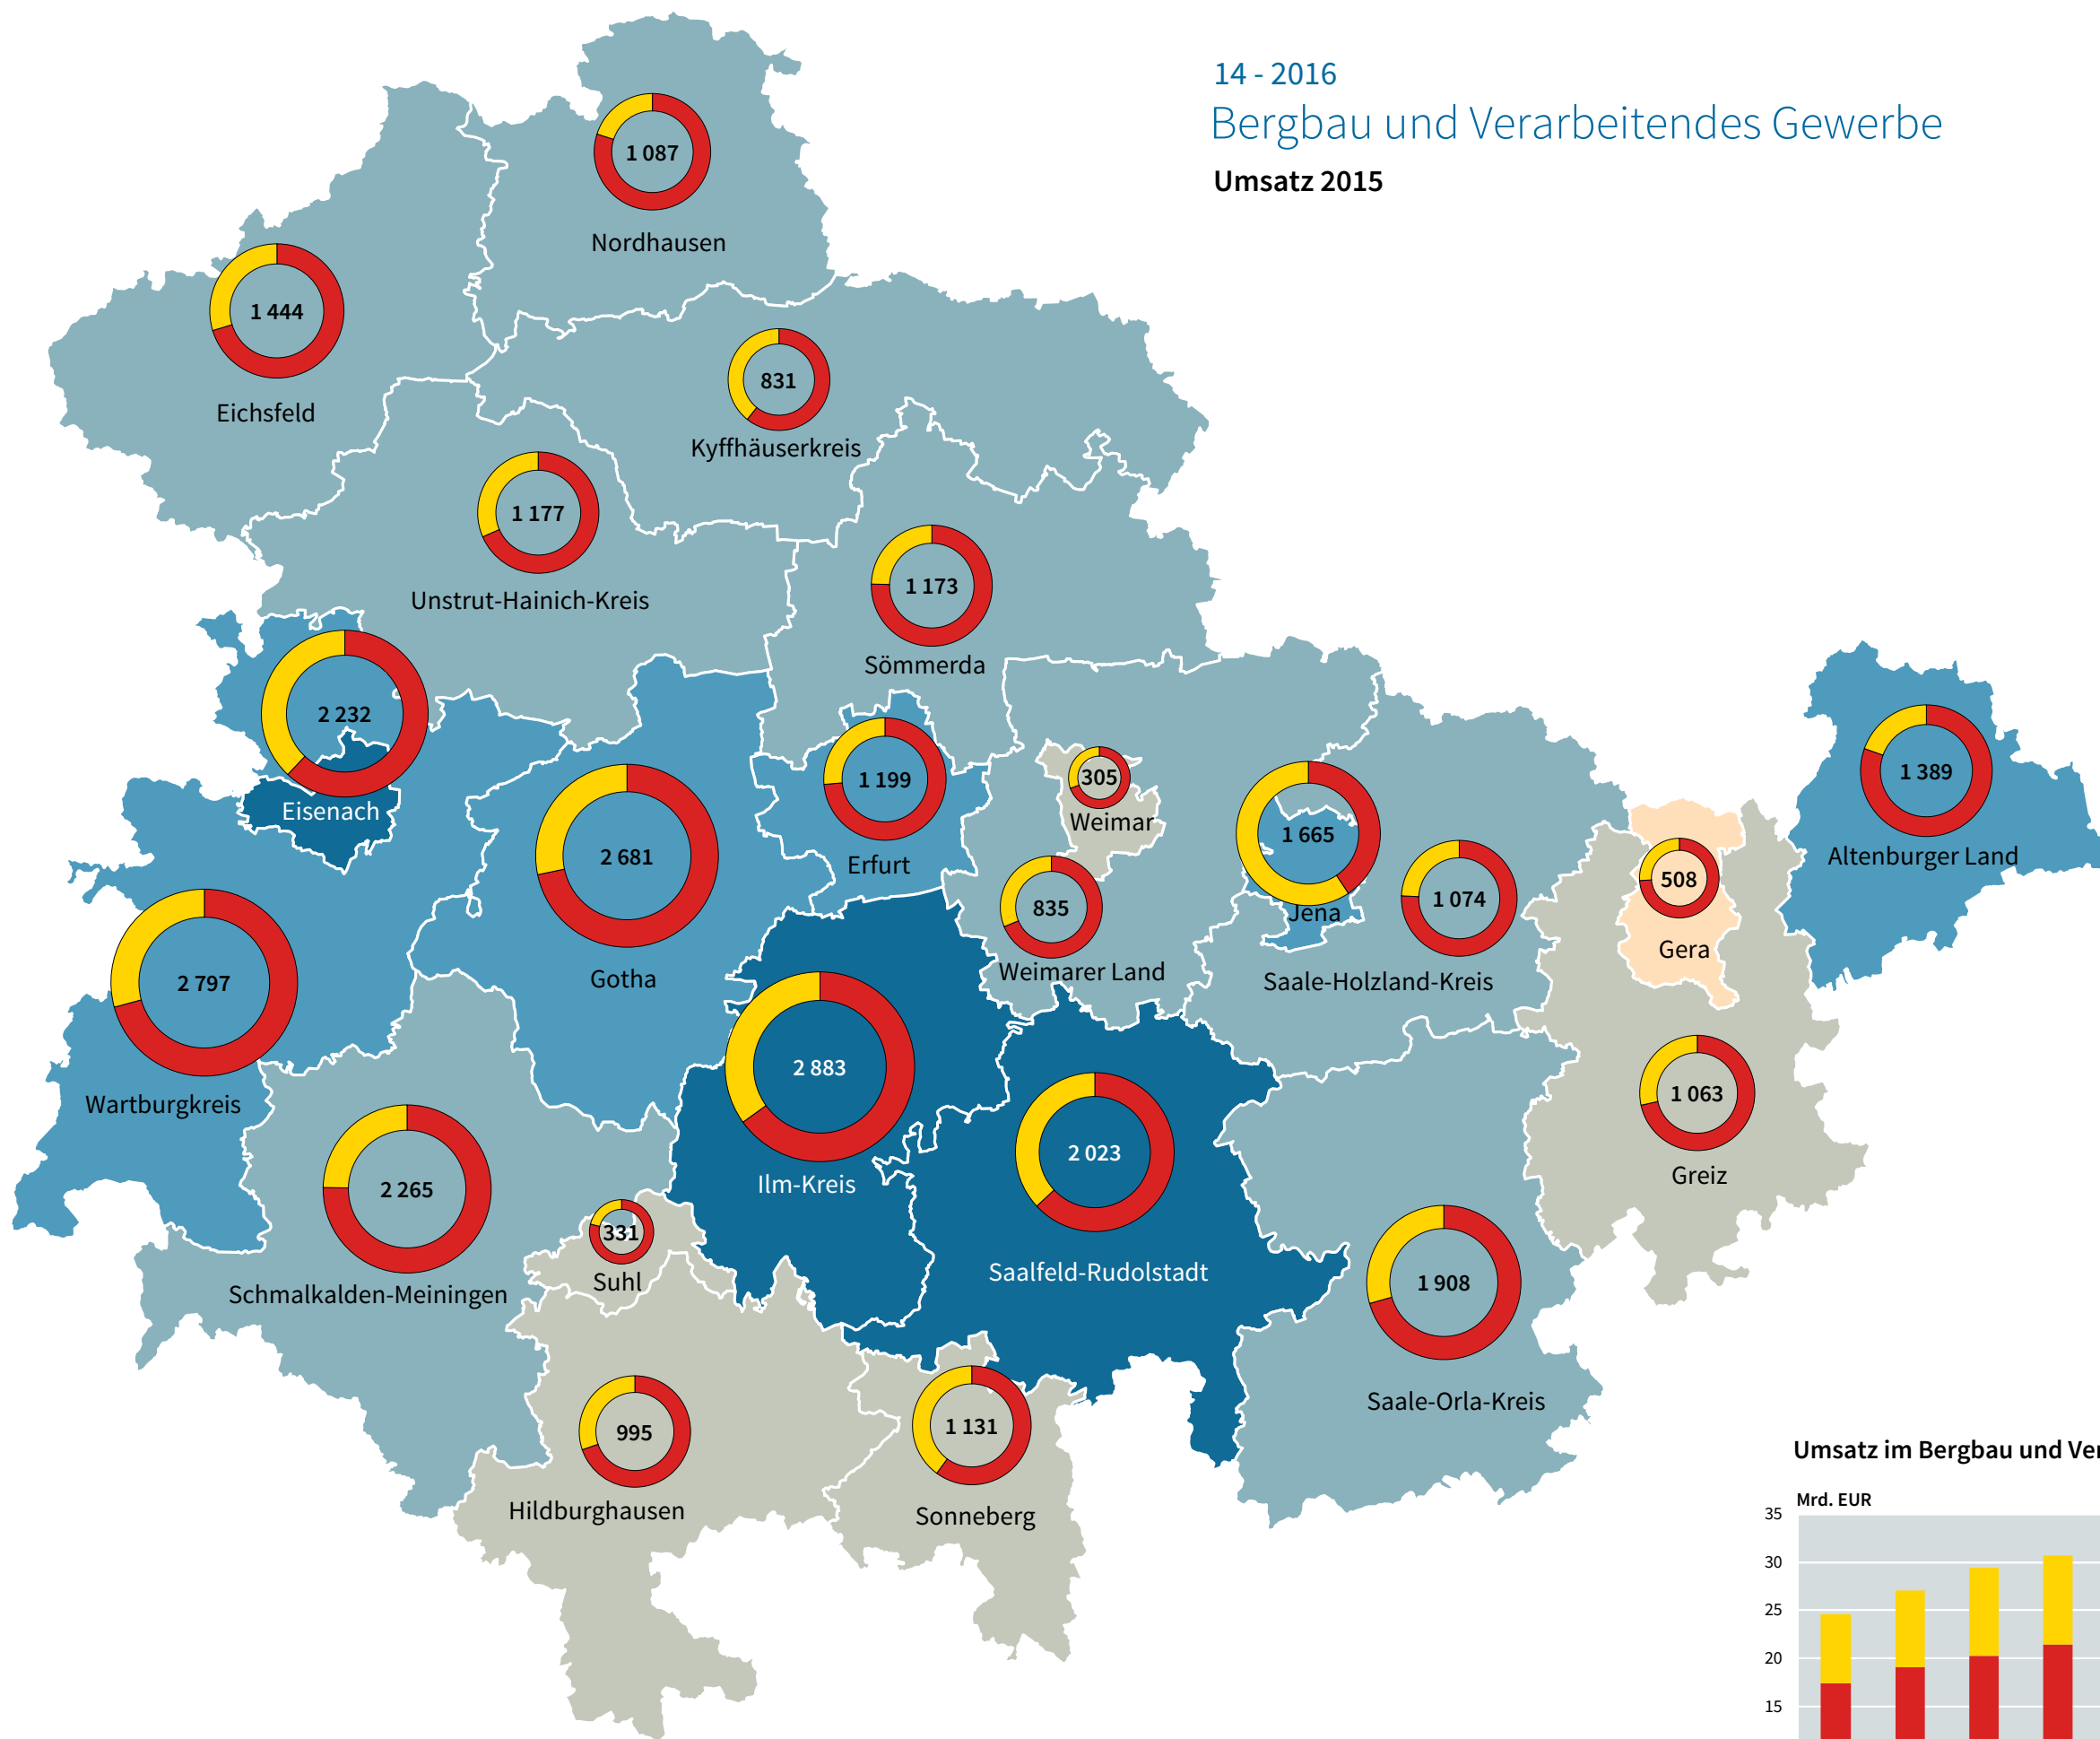 14 - 2016
Bergbau und Verarbeitendes Gewerbe
Umsatz 2015
1 087
Nordhausen
1 444
Eichsfeld
831
Kyffhäuserkreis
1 177
Unstrut-Hainich-Kreis
1 173
Sömmerda
2 232
Eisenach
2 681
Gotha
1 199
Erfurt
305
Weimar
835
Weimarer Land
1 665
Jena
1 074
Saale-Holzland-Kreis
508
Gera
1 389
Altenburger Land
2 797
Wartburgkreis
2 883
Ilm-Kreis
2 023
Saalfeld-Rudolstadt
1 063
Greiz
2 265
Schmalkalden-Meiningen
331
Suhl
1 908
Saale-Orla-Kreis
995
Hildburghausen
1 131
Sonneberg
Umsatz im Bergbau und Ver
Mrd. EUR
35
30
25
20
15